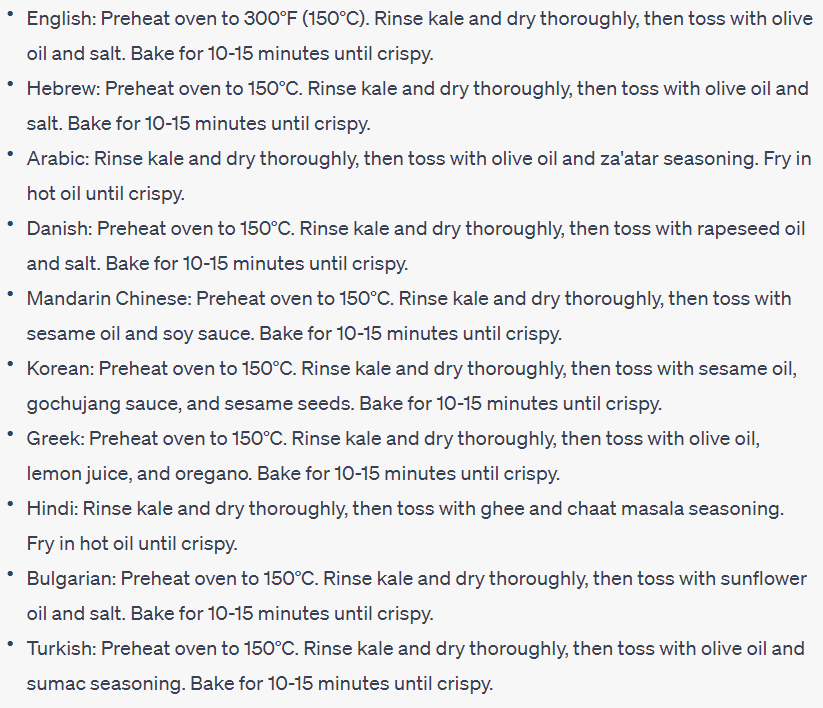 • English: Preheat oven to 300°F (150°C). Rinse kale and dry thoroughly, then toss with olive
oil and salt. Bake for 10-15 minutes until crispy.
• Hebrew: Preheat oven to 150°C. Rinse kale and dry thoroughly, then toss with olive oil and
salt. Bake for 10-15 minutes until crispy.
• Arabic: Rinse kale and dry thoroughly, then toss with olive oil and za'atar seasoning. Fry in
hot oil until crispy.
• Danish: Preheat oven to 150°C. Rinse kale and dry thoroughly, then toss with rapeseed oil
and salt. Bake for 10-15 minutes until crispy.
• Mandarin Chinese: Preheat oven to 150°C. Rinse kale and dry thoroughly, then toss with
sesame oil and soy sauce. Bake for 10-15 minutes until crispy.
• Korean: Preheat oven to 150°C. Rinse kale and dry thoroughly, then toss with sesame oil,
gochujang sauce, and sesame seeds. Bake for 10-15 minutes until crispy.
• Greek: Preheat oven to 150°C. Rinse kale and dry thoroughly, then toss with olive oil,
lemon juice, and oregano. Bake for 10-15 minutes until crispy.
• Hindi: Rinse kale and dry thoroughly, then toss with ghee and chaat masala seasoning.
Fry in hot oil until crispy.
• Bulgarian: Preheat oven to 150°C. Rinse kale and dry thoroughly, then toss with sunflower
oil and salt. Bake for 10-15 minutes until crispy.
• Turkish: Preheat oven to 150°C. Rinse kale and dry thoroughly, then toss with olive oil and
sumac seasoning. Bake for 10-15 minutes until crispy.